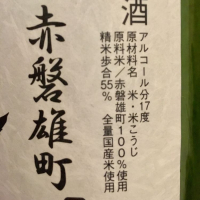 酒
アルコール分17度
原材料名 米・米こうじ
原料米／赤磐雄町100%使用
精米歩合55% 全量国産米使用
赤磐雄町